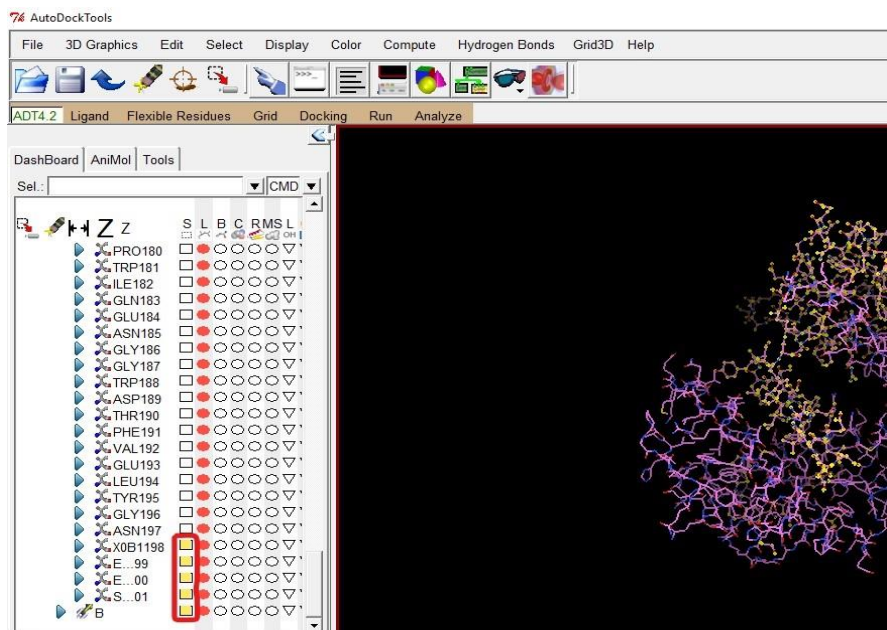 AutoDockTools
File 3D Graphics Edit Select Display Color Compute Hydrogen Bonds Grid3D Help
ADT4.2 Ligand Flexible Residues Grid Docking Run Analyze
DashBoard AniMol Tools
Sel.: CMD
Z Z S L B C R MS L
PRO180
TRP181
ILE182
GLN183
GLU184
ASN185
GLY186
GLY187
TRP188
ASP189
THR190
PHE191
VAL192
GLU193
LEU194
TYR195
GLY196
ASN197
X0B1198
E...99
E...00
S...01
B